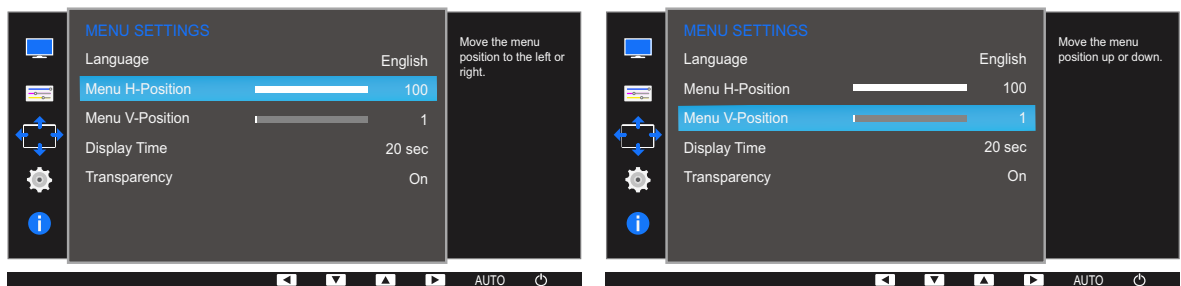 MENU SETTINGS
Language English
Menu H-Position 100
Menu V-Position 1
Display Time 20 sec
Transparency On
Move the menu
position to the left or
right.
i
AUTO
MENU SETTINGS
Language English
Menu H-Position 100
Menu V-Position 1
Display Time 20 sec
Transparency On
Move the menu
position up or down.
i
AUTO